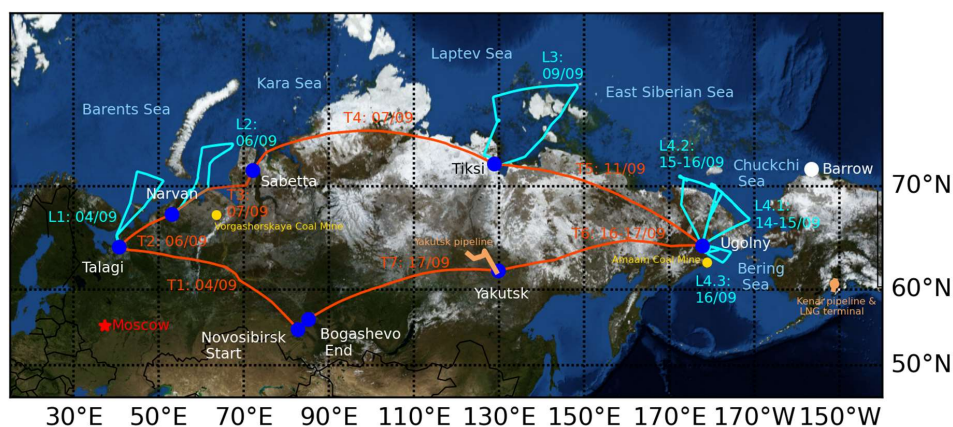 Laptev Sea
L3:
09/09
Kara Sea
East Siberian Sea
Barents Sea
L2:
06/09
T4: 07/09
L4.2:
15-16/09
Chuckchi
Sea
Barrow
Tiksi
T5: 11/09
Sabetta
70°N
Narvan
T3:
07/09
L1: 04/09
L4.1:
14-15/09
Vorgashorskaya Coal Mine
T2: 06/09
T6: 16-17/09
Yakutsk pipeline
Ugolny
Amaam Coal Mine
Talagi
T7: 17/09
Bering
Sea
T1: 04/09
L4.3:
16/09
60°N
Yakutsk
Kenai pipeline &
LNG terminal
Moscow
Novosibirsk
Start
Bogashevo
End
50°N
30°E 50°E 70°E 90°E 110°E 130°E 150°E 170°E 170°W 150°W